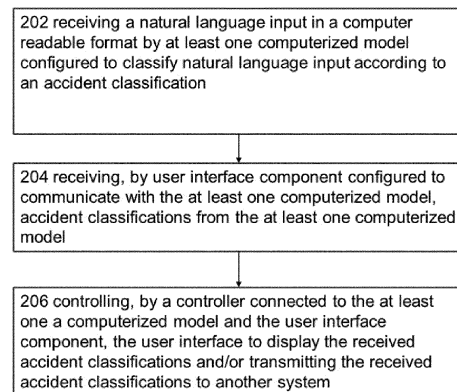 202 receiving a natural language input in a computer
readable format by at least one computerized model
configured to classify natural language input according to
an accident classification
204 receiving, by user interface component configured to
communicate with the at least one computerized model,
accident classifications from the at least one computerized
model
206 controlling, by a controller connected to the at least
one a computerized model and the user interface
component, the user interface to display the received
accident classifications and/or transmitting the received
accident classifications to another system